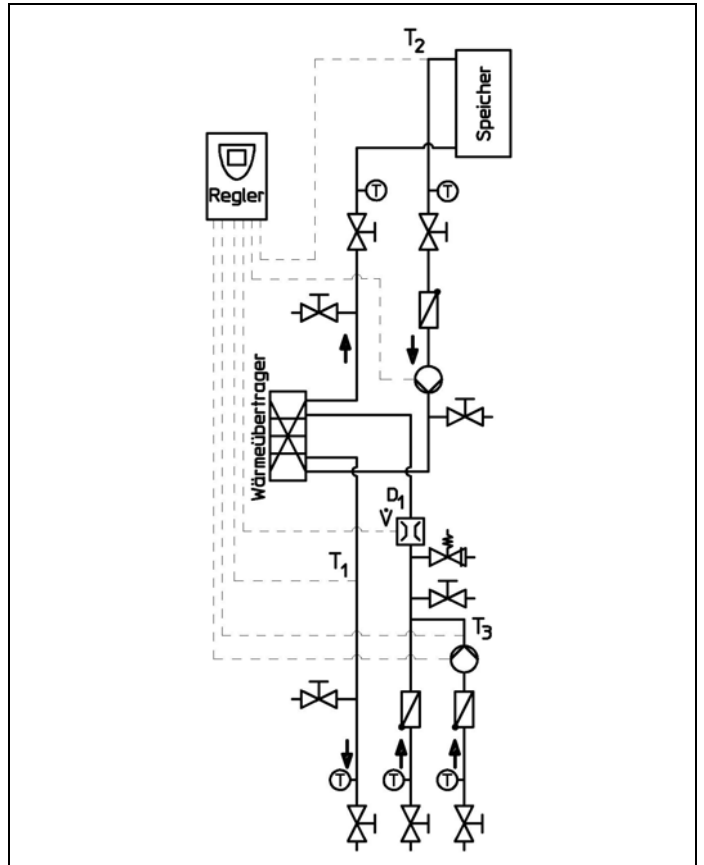 T2
Speicher
Regler
T
T
Wärmeübertrager
D1
V̇
T1
T3
T
T
T